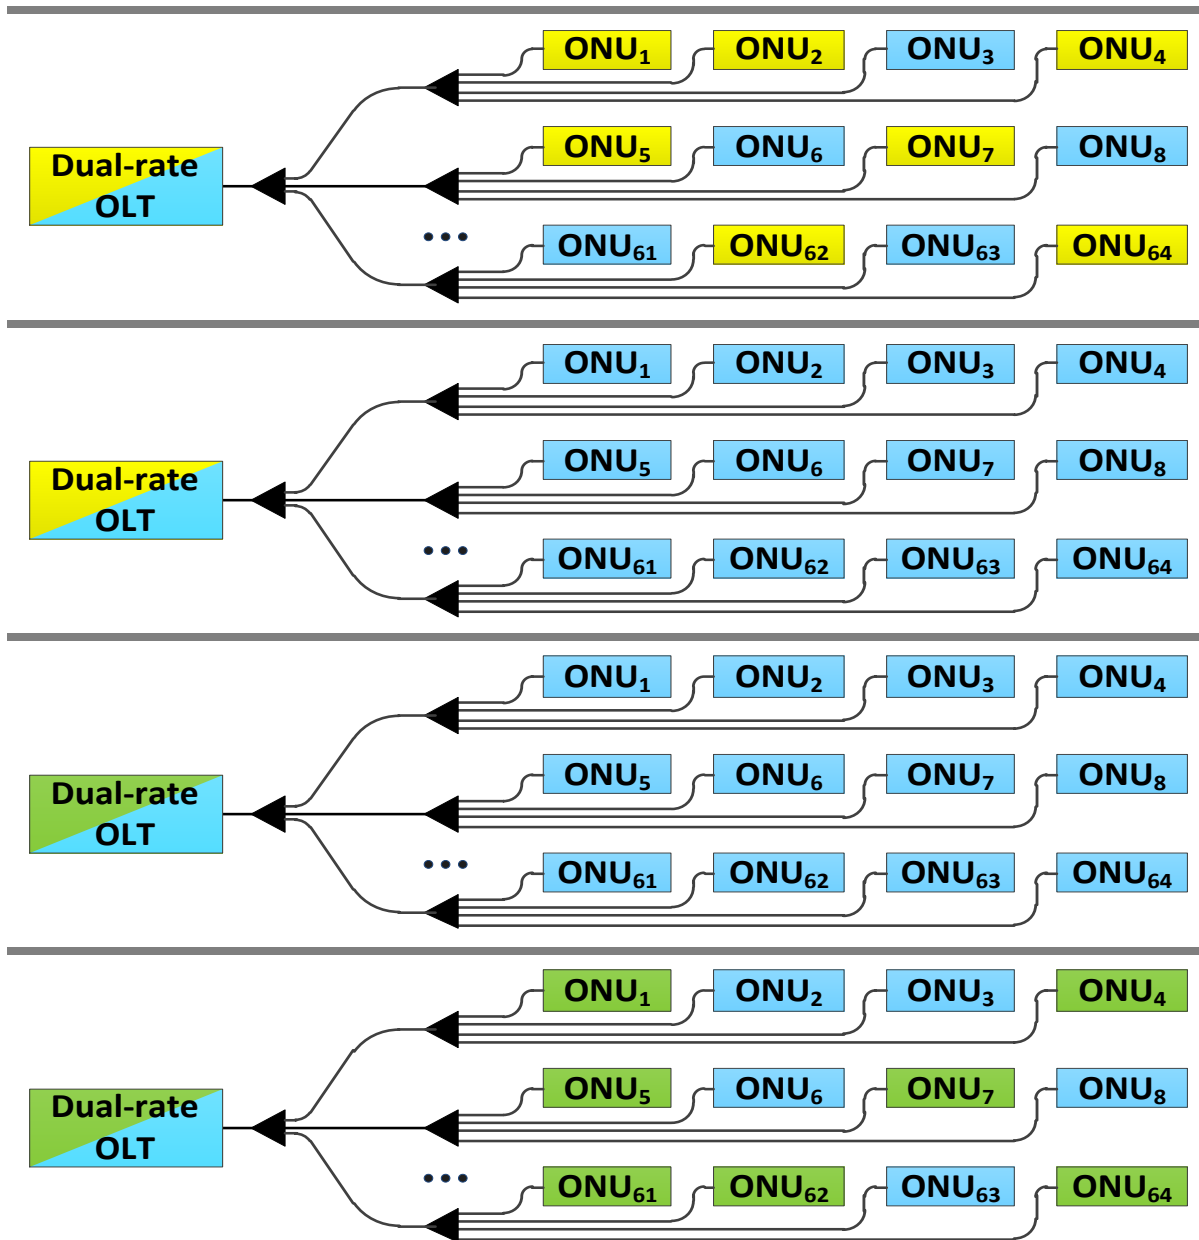 ONU₁ ONU₂ ONU₃ ONU₄
Dual-rate
OLT
ONU₅ ONU₆ ONU₇ ONU₈
...
ONU₆₁ ONU₆₂ ONU₆₃ ONU₆₄
ONU₁ ONU₂ ONU₃ ONU₄
Dual-rate
OLT
ONU₅ ONU₆ ONU₇ ONU₈
...
ONU₆₁ ONU₆₂ ONU₆₃ ONU₆₄
ONU₁ ONU₂ ONU₃ ONU₄
Dual-rate
OLT
ONU₅ ONU₆ ONU₇ ONU₈
...
ONU₆₁ ONU₆₂ ONU₆₃ ONU₆₄
ONU₁ ONU₂ ONU₃ ONU₄
Dual-rate
OLT
ONU₅ ONU₆ ONU₇ ONU₈
...
ONU₆₁ ONU₆₂ ONU₆₃ ONU₆₄